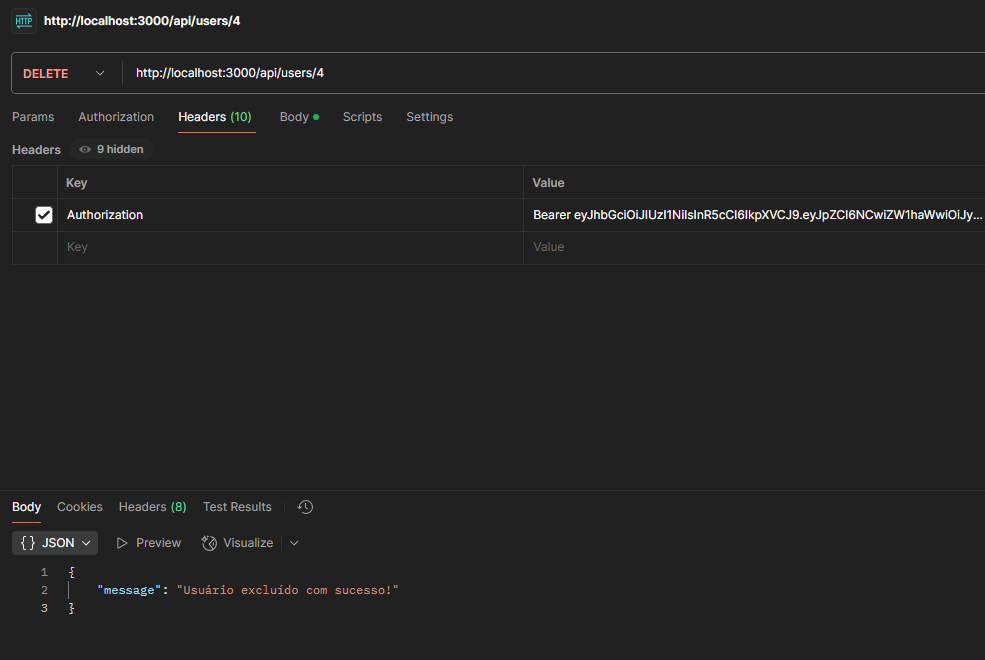 HTTP http://localhost:3000/api/users/4
DELETE http://localhost:3000/api/users/4
Params Authorization Headers (10) Body Scripts Settings
Headers 9 hidden
Key Value
Authorization Bearer eyJhbGciOiJIUzI1NiIsInR5cCI6IkpXVCJ9.eyJpZCI6NCwiZW1haWwiOiJy...
Key Value
Body Cookies Headers (8) Test Results
{} JSON Preview Visualize
1 {
2 "message": "Usuário excluído com sucesso!"
3 }